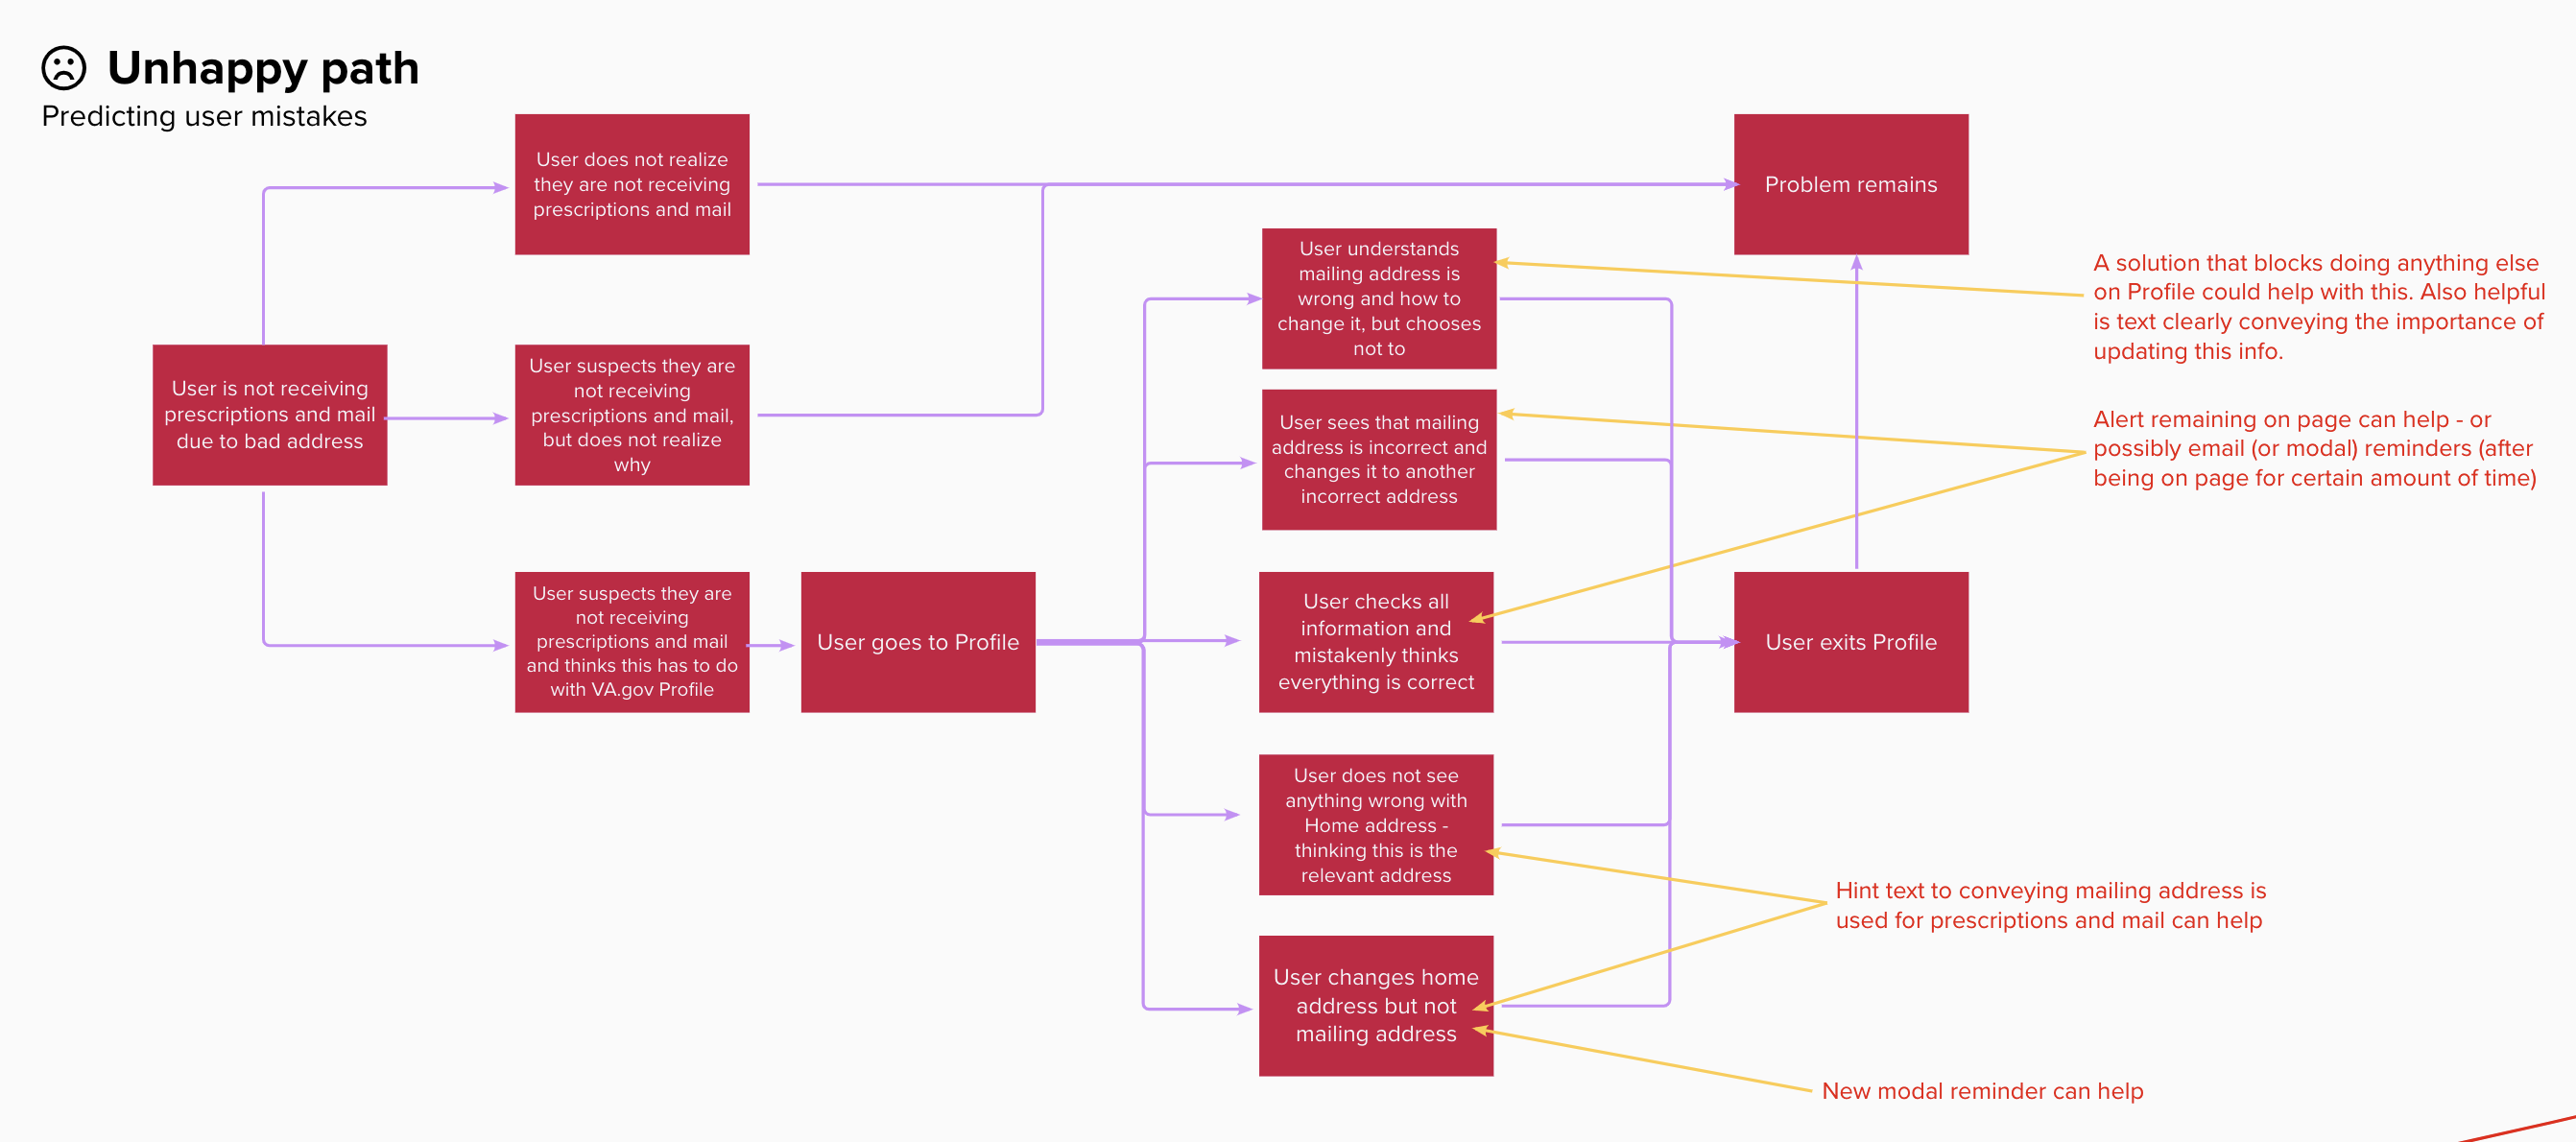 Unhappy path
Predicting user mistakes
User does not realize
they are not receiving
prescriptions and mail
Problem remains
User understands
mailing address is
wrong and how to
change it, but chooses
not to
A solution that blocks doing anything else
on Profile could help with this. Also helpful
is text clearly conveying the importance of
updating this info.
User is not receiving
prescriptions and mail
due to bad address
User suspects they are
not receiving
prescriptions and mail,
but does not realize
why
User sees that mailing
address is incorrect and
changes it to another
incorrect address
Alert remaining on page can help - or
possibly email (or modal) reminders (after
being on page for certain amount of time)
User suspects they are
not receiving
prescriptions and mail
and thinks this has to do
with VA.gov Profile
User goes to Profile
User checks all
information and
mistakenly thinks
everything is correct
User exits Profile
User does not see
anything wrong with
Home address -
thinking this is the
relevant address
Hint text to conveying mailing address is
used for prescriptions and mail can help
User changes home
address but not
mailing address
New modal reminder can help